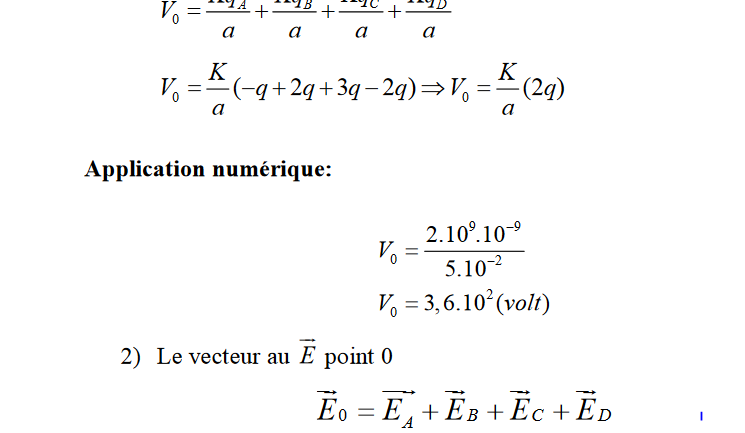 V₀ = Kq_A/a + Kq_B/a + Kq_C/a + Kq_D/a
V₀ = K/a (−q + 2q + 3q − 2q) ⇒ V₀ = K/a (2q)
Application numérique:
V₀ = 2.10⁹.10⁻⁹/5.10⁻²
V₀ = 3,6.10² (volt)
2) Le vecteur au E⃗ point 0
E⃗₀ = E⃗_A + E⃗_B + E⃗_C + E⃗_D